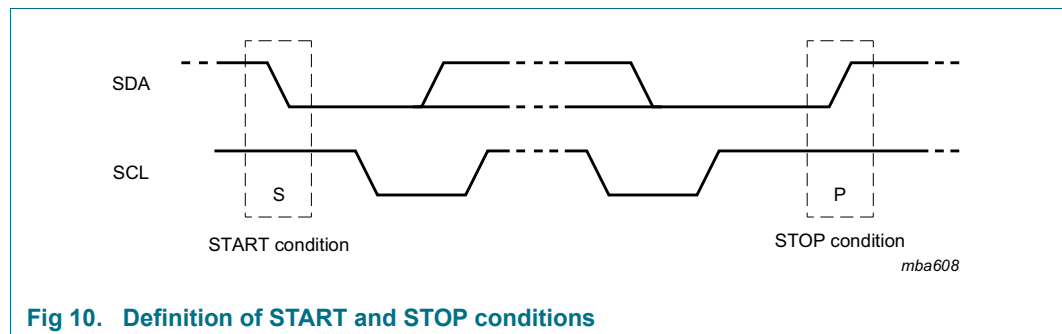 SDA
SCL
S
P
START condition
STOP condition
mba608
Fig 10. Definition of START and STOP conditions